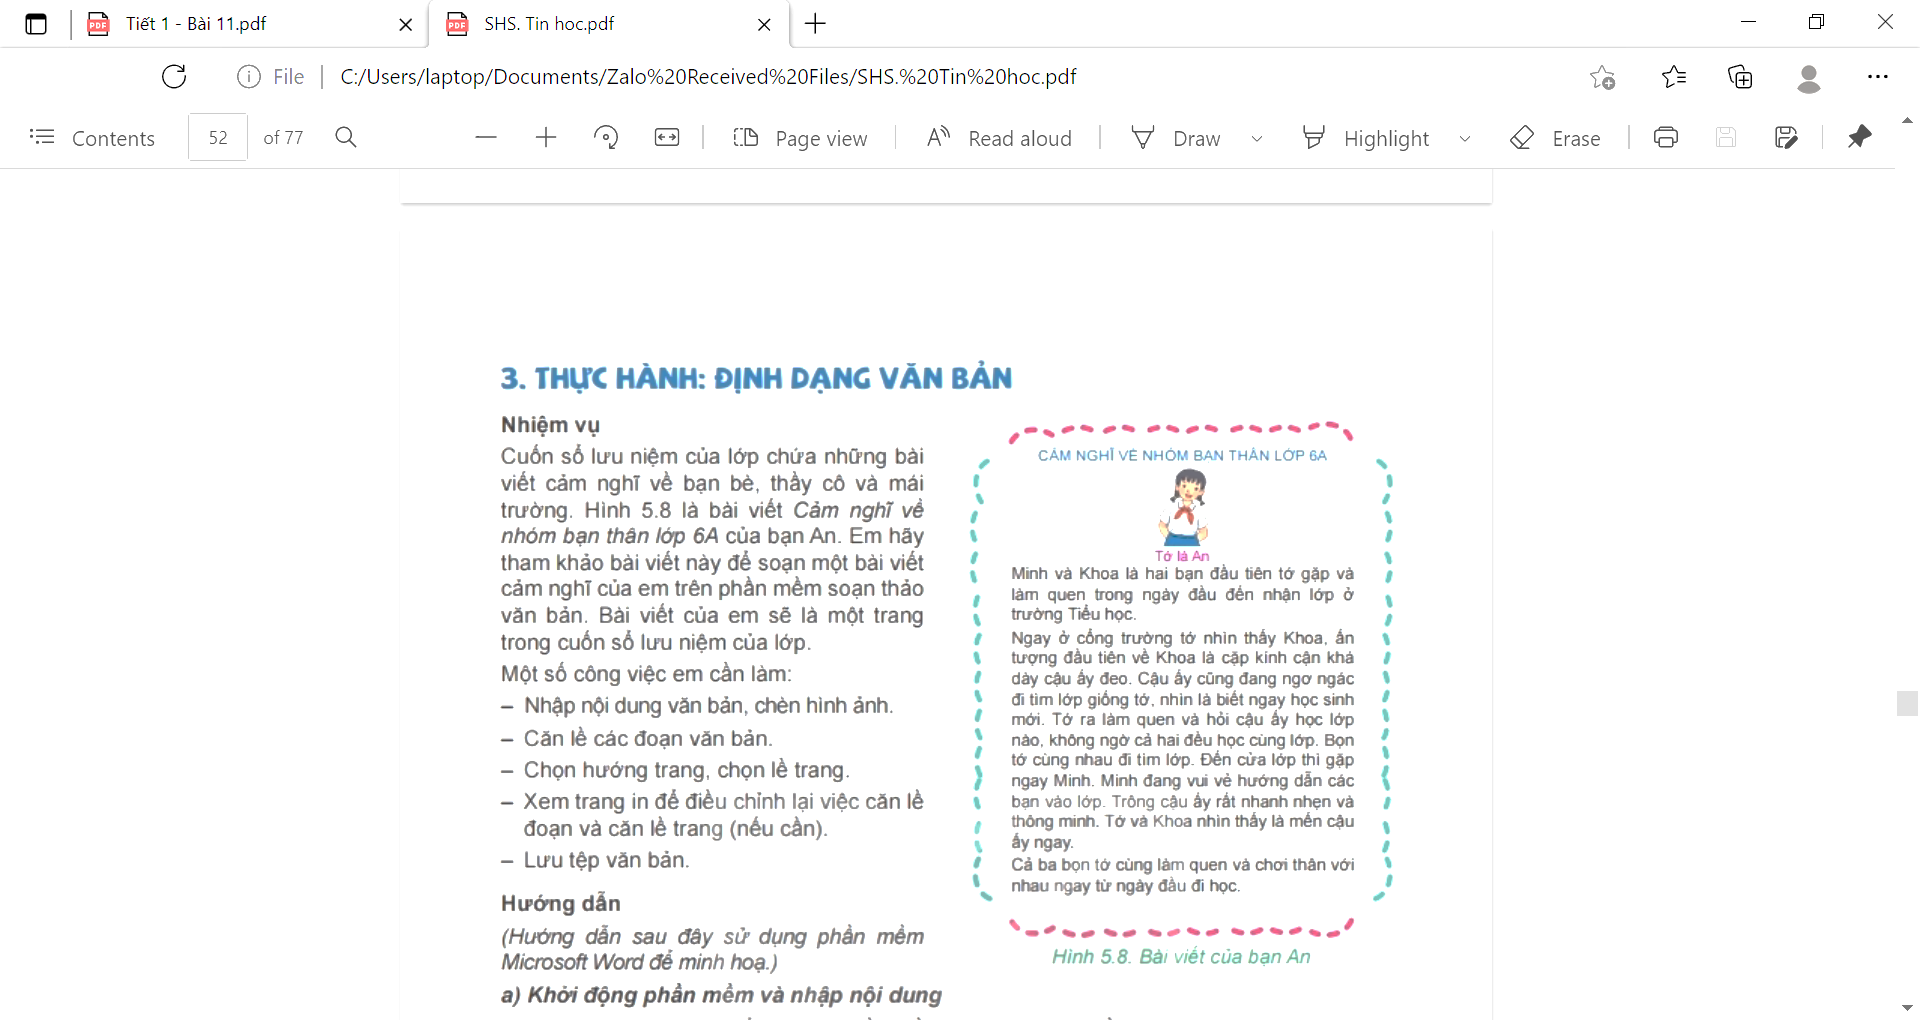 Tiết 1 - Bài 11.pdf
SHS. Tin hoc.pdf
File
C:/Users/laptop/Documents/Zalo%20Received%20Files/SHS.%20Tin%20hoc.pdf
Contents
52
of 77
Page view
Read aloud
Draw
Highlight
Erase
3. THỰC HÀNH: ĐỊNH DẠNG VĂN BẢN
Nhiệm vụ
Cuốn sổ lưu niệm của lớp chứa những bài
viết cảm nghĩ về bạn bè, thầy cô và mái
trường. Hình 5.8 là bài viết Cảm nghĩ về
nhóm bạn thân lớp 6A của bạn An. Em hãy
tham khảo bài viết này để soạn một bài viết
cảm nghĩ của em trên phần mềm soạn thảo
văn bản. Bài viết của em sẽ là một trang
trong cuốn sổ lưu niệm của lớp.
Một số công việc em cần làm:
– Nhập nội dung văn bản, chèn hình ảnh.
– Căn lề các đoạn văn bản.
– Chọn hướng trang, chọn lề trang.
– Xem trang in để điều chỉnh lại việc căn lề
đoạn và căn lề trang (nếu cần).
– Lưu tệp văn bản.
Hướng dẫn
(Hướng dẫn sau đây sử dụng phần mềm
Microsoft Word để minh hoạ.)
a) Khởi động phần mềm và nhập nội dung
CẢM NGHĨ VỀ NHÓM BẠN THÂN LỚP 6A
Tớ là An
Minh và Khoa là hai bạn đầu tiên tớ gặp và
làm quen trong ngày đầu đến nhận lớp ở
trường Tiểu học.
Ngay ở cổng trường tớ nhìn thấy Khoa, ấn
tượng đầu tiên về Khoa là cặp kính cận khá
dày cậu ấy đeo. Cậu ấy cũng đang ngơ ngác
đi tìm lớp giống tớ, nhìn là biết ngay học sinh
mới. Tớ ra làm quen và hỏi cậu ấy học lớp
nào, không ngờ cả hai đều học cùng lớp. Bọn
tớ cùng nhau đi tìm lớp. Đến cửa lớp thì gặp
ngay Minh. Minh đang vui vẻ hướng dẫn các
bạn vào lớp. Trông cậu ấy rất nhanh nhẹn và
thông minh. Tớ và Khoa nhìn thấy là mến cậu
ấy ngay.
Cả ba bọn tớ cùng làm quen và chơi thân với
nhau ngay từ ngày đầu đi học.
Hình 5.8. Bài viết của bạn An